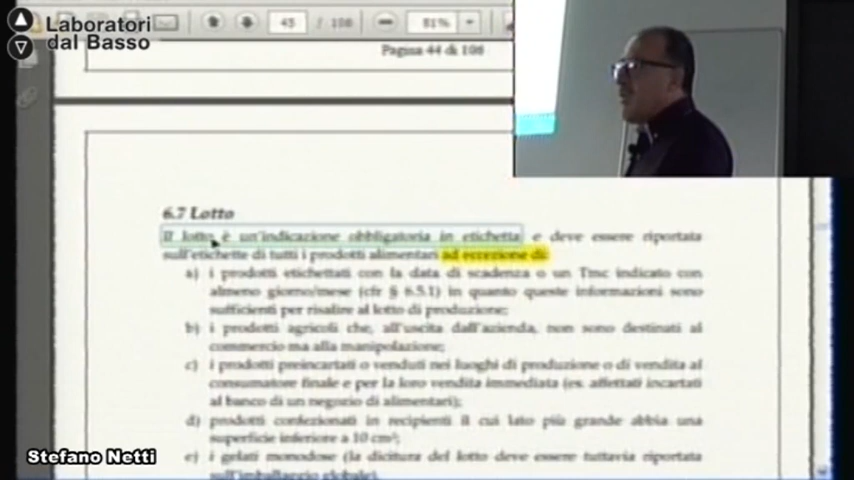 Laboratori
dal Basso
45 / 108
81%
Pagina 44 di 108
6.7 Lotto
Il lotto è un'indicazione obbligatoria in etichetta e deve essere riportata
sull'etichette di tutti i prodotti alimentari ad eccezione di:
a) i prodotti etichettati con la data di scadenza o un Tmc indicato con
almeno giorno/mese (cfr § 6.5.1) in quanto queste informazioni sono
sufficienti per risalire al lotto di produzione;
b) i prodotti agricoli che, all'uscita dall'azienda, non sono destinati al
commercio ma alla manipolazione;
c) i prodotti preincartati o venduti nei luoghi di produzione o di vendita al
consumatore finale e per la loro vendita immediata (es. affettati incartati
al banco di un negozio di alimentari);
d) prodotti confezionati in recipienti il cui lato più grande abbia una
superficie inferiore a 10 cm²;
e) i gelati monodose (la dicitura del lotto deve essere tuttavia riportata
sull'imballaggio globale).
Stefano Netti